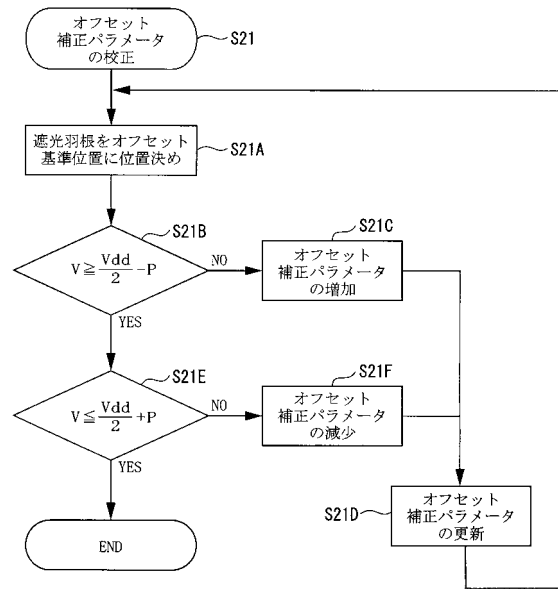 オフセット
補正パラメータ
の校正
S21
遮光羽根をオフセット
基準位置に位置決め
S21A
S21B
V≧Vdd/2−P
NO
YES
S21C
オフセット
補正パラメータ
の増加
S21E
V≦Vdd/2+P
NO
YES
S21F
オフセット
補正パラメータ
の減少
S21D
オフセット
補正パラメータ
の更新
END